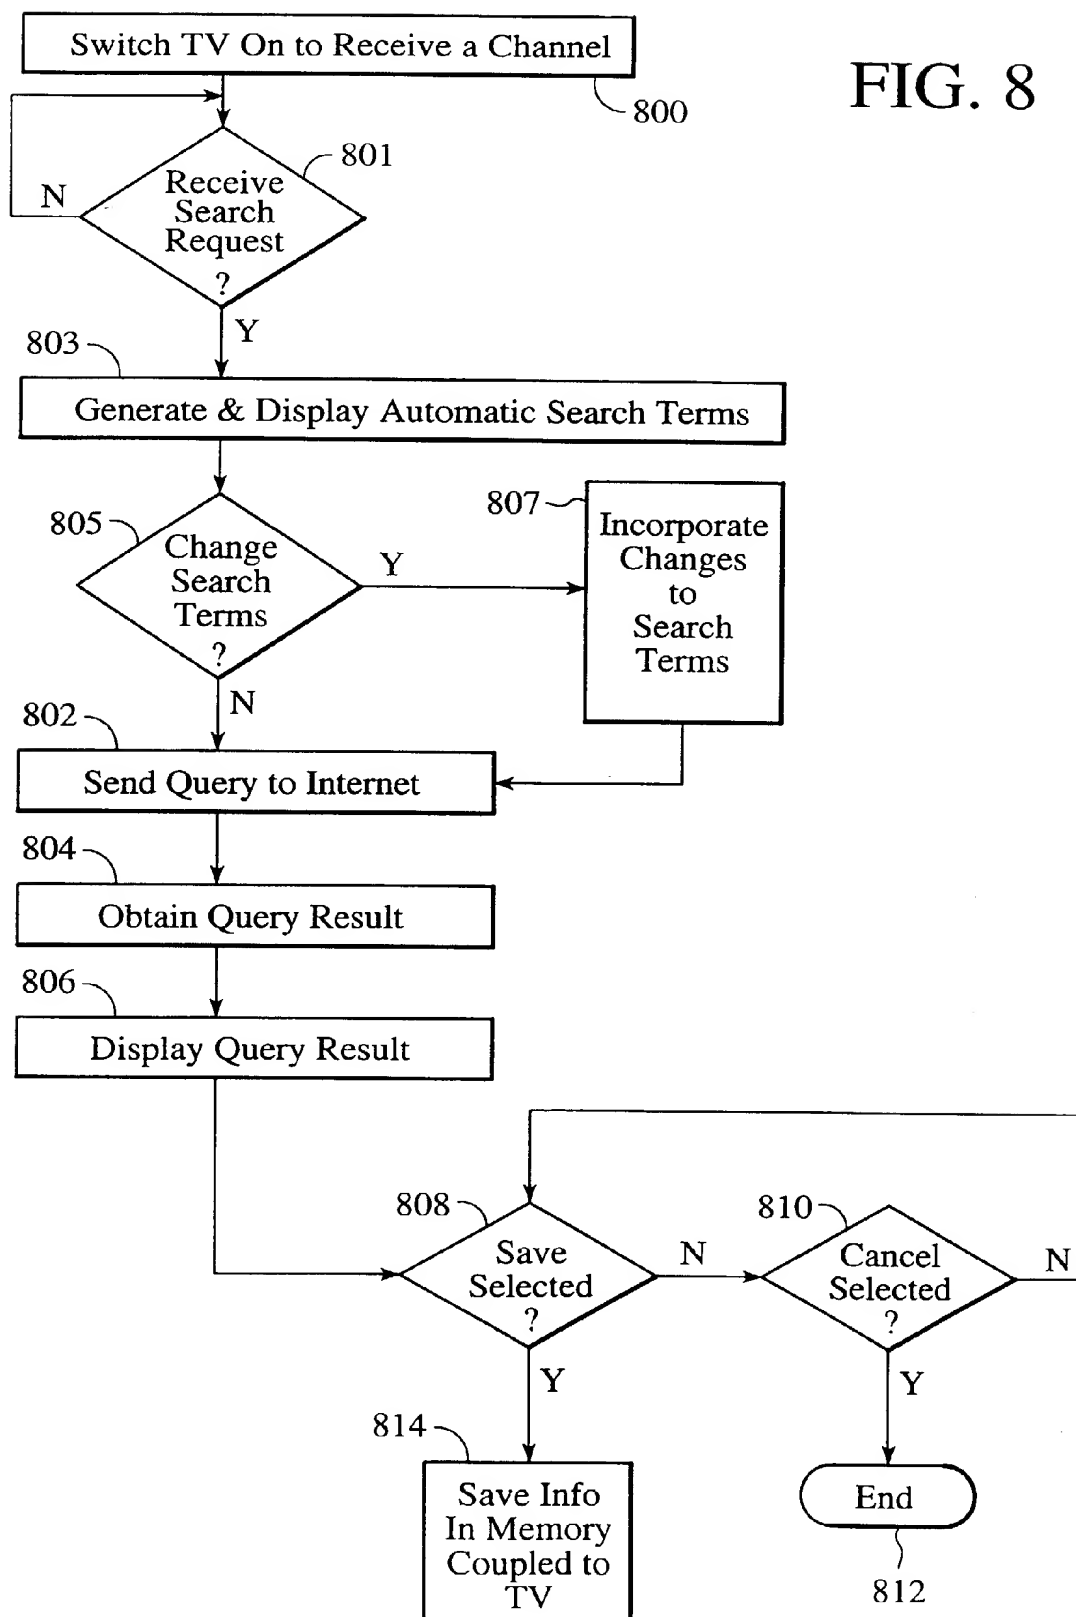 Switch TV On to Receive a Channel
800
FIG. 8
801
Receive
Search
Request
?
N
Y
803
Generate & Display Automatic Search Terms
805
Change
Search
Terms
?
Y
N
807
Incorporate
Changes
to
Search
Terms
802
Send Query to Internet
804
Obtain Query Result
806
Display Query Result
808
Save
Selected
?
N
Y
810
Cancel
Selected
?
N
Y
814
Save Info
In Memory
Coupled to
TV
End
812